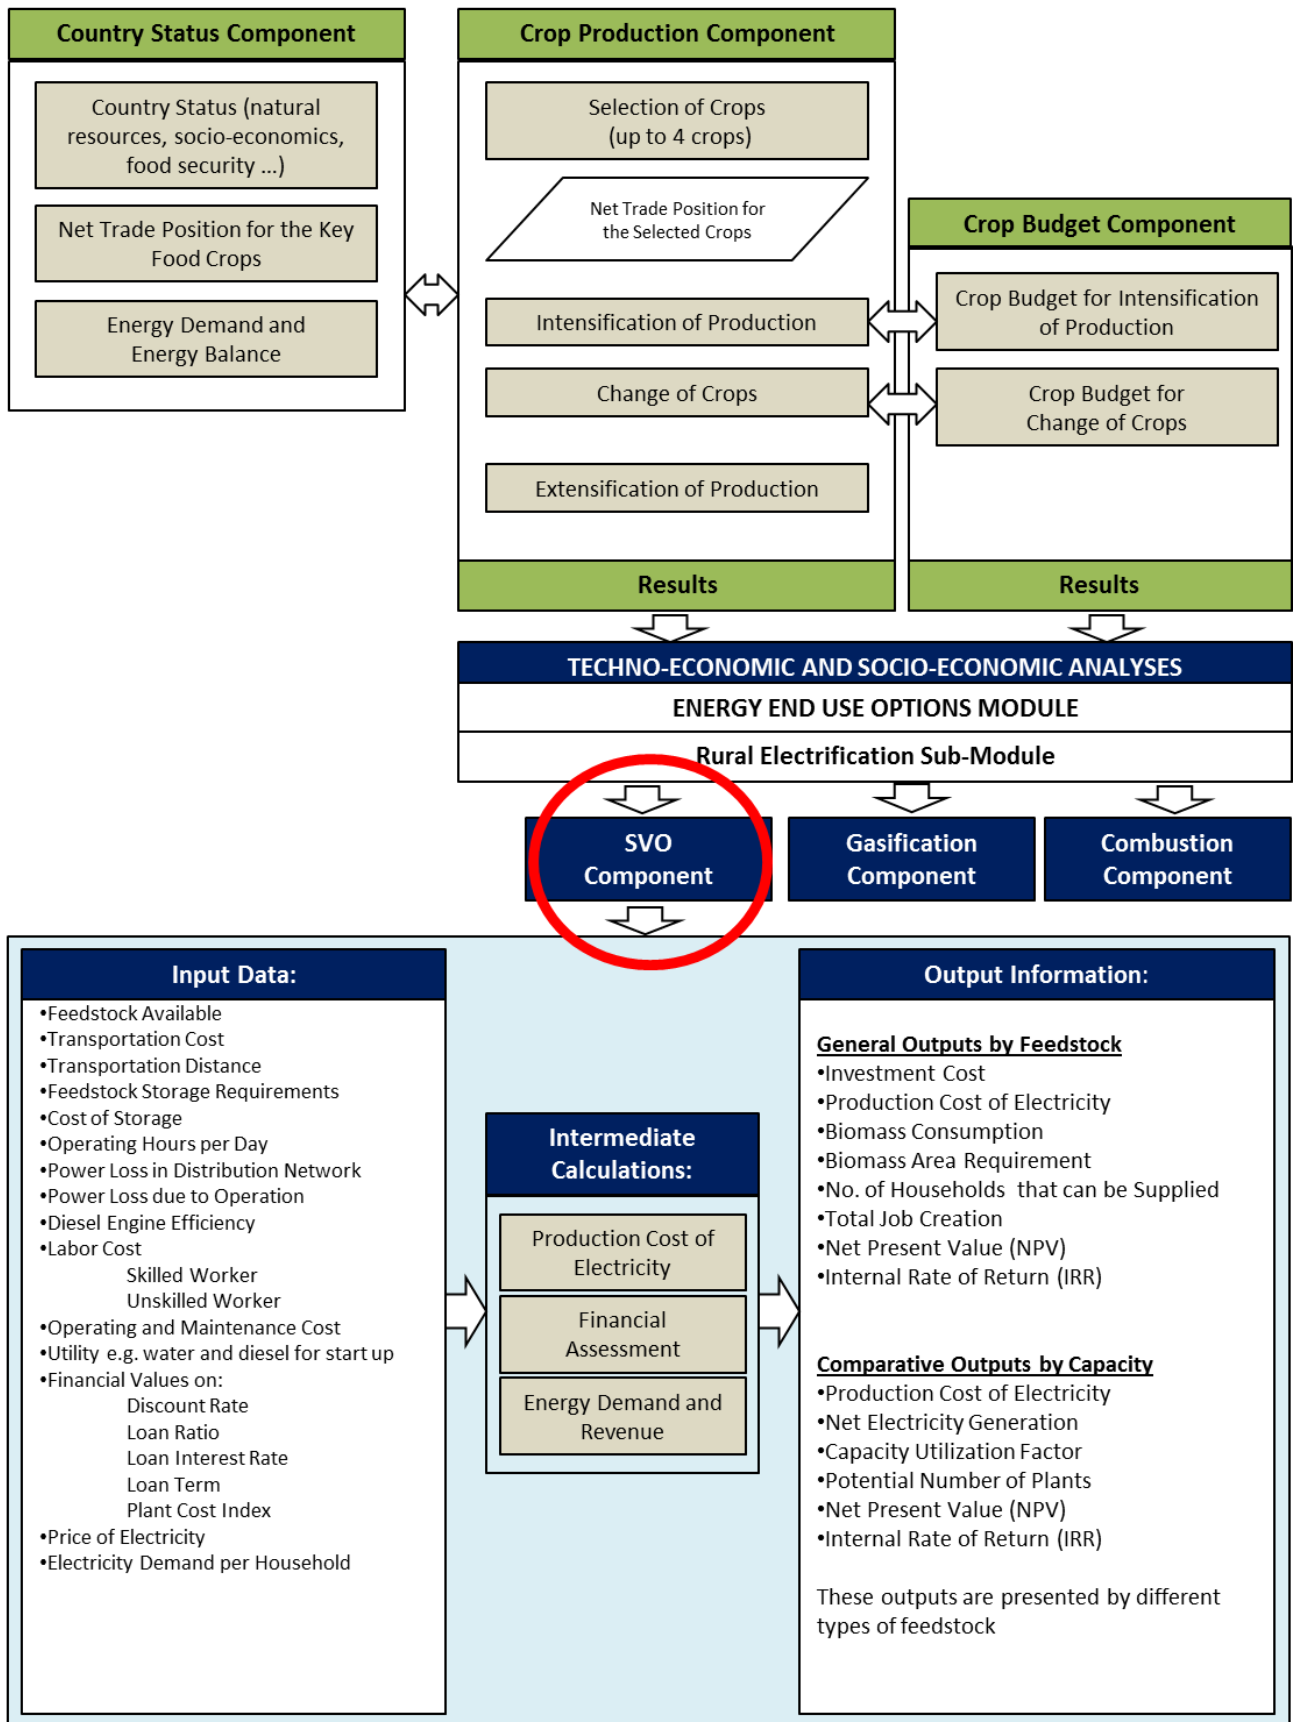 Country Status Component
Country Status (natural
resources, socio-economics,
food security ...)
Net Trade Position for the Key
Food Crops
Energy Demand and
Energy Balance
Crop Production Component
Selection of Crops
(up to 4 crops)
Net Trade Position for
the Selected Crops
Intensification of Production
Change of Crops
Extensification of Production
Results
Crop Budget Component
Crop Budget for Intensification
of Production
Crop Budget for
Change of Crops
Results
TECHNO-ECONOMIC AND SOCIO-ECONOMIC ANALYSES
ENERGY END USE OPTIONS MODULE
Rural Electrification Sub-Module
SVO
Component
Gasification
Component
Combustion
Component
Input Data:
•Feedstock Available
•Transportation Cost
•Transportation Distance
•Feedstock Storage Requirements
•Cost of Storage
•Operating Hours per Day
•Power Loss in Distribution Network
•Power Loss due to Operation
•Diesel Engine Efficiency
•Labor Cost
Skilled Worker
Unskilled Worker
•Operating and Maintenance Cost
•Utility e.g. water and diesel for start up
•Financial Values on:
Discount Rate
Loan Ratio
Loan Interest Rate
Loan Term
Plant Cost Index
•Price of Electricity
•Electricity Demand per Household
Intermediate
Calculations:
Production Cost of
Electricity
Financial
Assessment
Energy Demand and
Revenue
Output Information:
General Outputs by Feedstock
•Investment Cost
•Production Cost of Electricity
•Biomass Consumption
•Biomass Area Requirement
•No. of Households that can be Supplied
•Total Job Creation
•Net Present Value (NPV)
•Internal Rate of Return (IRR)
Comparative Outputs by Capacity
•Production Cost of Electricity
•Net Electricity Generation
•Capacity Utilization Factor
•Potential Number of Plants
•Net Present Value (NPV)
•Internal Rate of Return (IRR)
These outputs are presented by different
types of feedstock